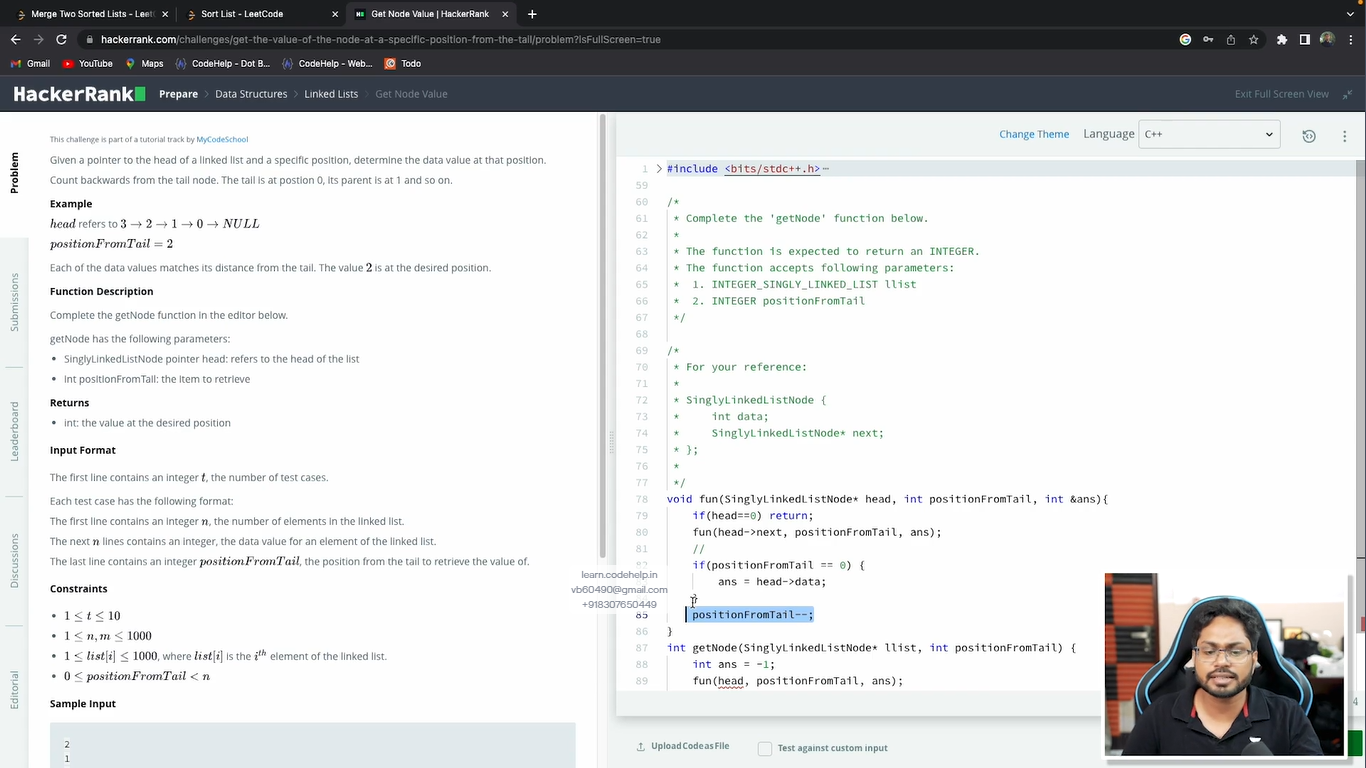 Merge Two Sorted Lists - Leet
Sort List - LeetCode
Get Node Value | HackerRank
hackerrank.com/challenges/get-the-value-of-the-node-at-a-specific-position-from-the-tail/problem?isFullScreen=true
Gmail YouTube Maps CodeHelp - Dot B... CodeHelp - Web... Todo
HackerRank Prepare > Data Structures > Linked Lists > Get Node Value
Exit Full Screen View
Problem
Submissions
Leaderboard
Discussions
Editorial
This challenge is part of a tutorial track by MyCodeSchool
Given a pointer to the head of a linked list and a specific position, determine the data value at that position.
Count backwards from the tail node. The tail is at postion 0, its parent is at 1 and so on.
Example
head refers to 3 → 2 → 1 → 0 → NULL
positionFromTail = 2
Each of the data values matches its distance from the tail. The value 2 is at the desired position.
Function Description
Complete the getNode function in the editor below.
getNode has the following parameters:
• SinglyLinkedListNode pointer head: refers to the head of the list
• int positionFromTail: the item to retrieve
Returns
• int: the value at the desired position
Input Format
The first line contains an integer t, the number of test cases.
Each test case has the following format:
The first line contains an integer n, the number of elements in the linked list.
The next n lines contains an integer, the data value for an element of the linked list.
The last line contains an integer positionFromTail, the position from the tail to retrieve the value of.
Constraints
• 1 ≤ t ≤ 10
• 1 ≤ n, m ≤ 1000
• 1 ≤ list[i] ≤ 1000, where list[i] is the iᵗʰ element of the linked list.
• 0 ≤ positionFromTail < n
Sample Input
2
1
Change Theme Language C++
1 #include <bits/stdc++.h>⋯
59
60 /*
61 * Complete the 'getNode' function below.
62 *
63 * The function is expected to return an INTEGER.
64 * The function accepts following parameters:
65 * 1. INTEGER_SINGLY_LINKED_LIST llist
66 * 2. INTEGER positionFromTail
67 */
68
69 /*
70 * For your reference:
71 *
72 * SinglyLinkedListNode {
73 * int data;
74 * SinglyLinkedListNode* next;
75 * };
76 *
77 */
78 void fun(SinglyLinkedListNode* head, int positionFromTail, int &ans){
79 if(head==0) return;
80 fun(head->next, positionFromTail, ans);
81 //
82 if(positionFromTail == 0) {
ans = head->data;
}
85 positionFromTail--;
86 }
87 int getNode(SinglyLinkedListNode* llist, int positionFromTail) {
88 int ans = -1;
89 fun(head, positionFromTail, ans);
learn.codehelp.in
vb60490@gmail.com
+918307650449
Upload Code as File Test against custom input